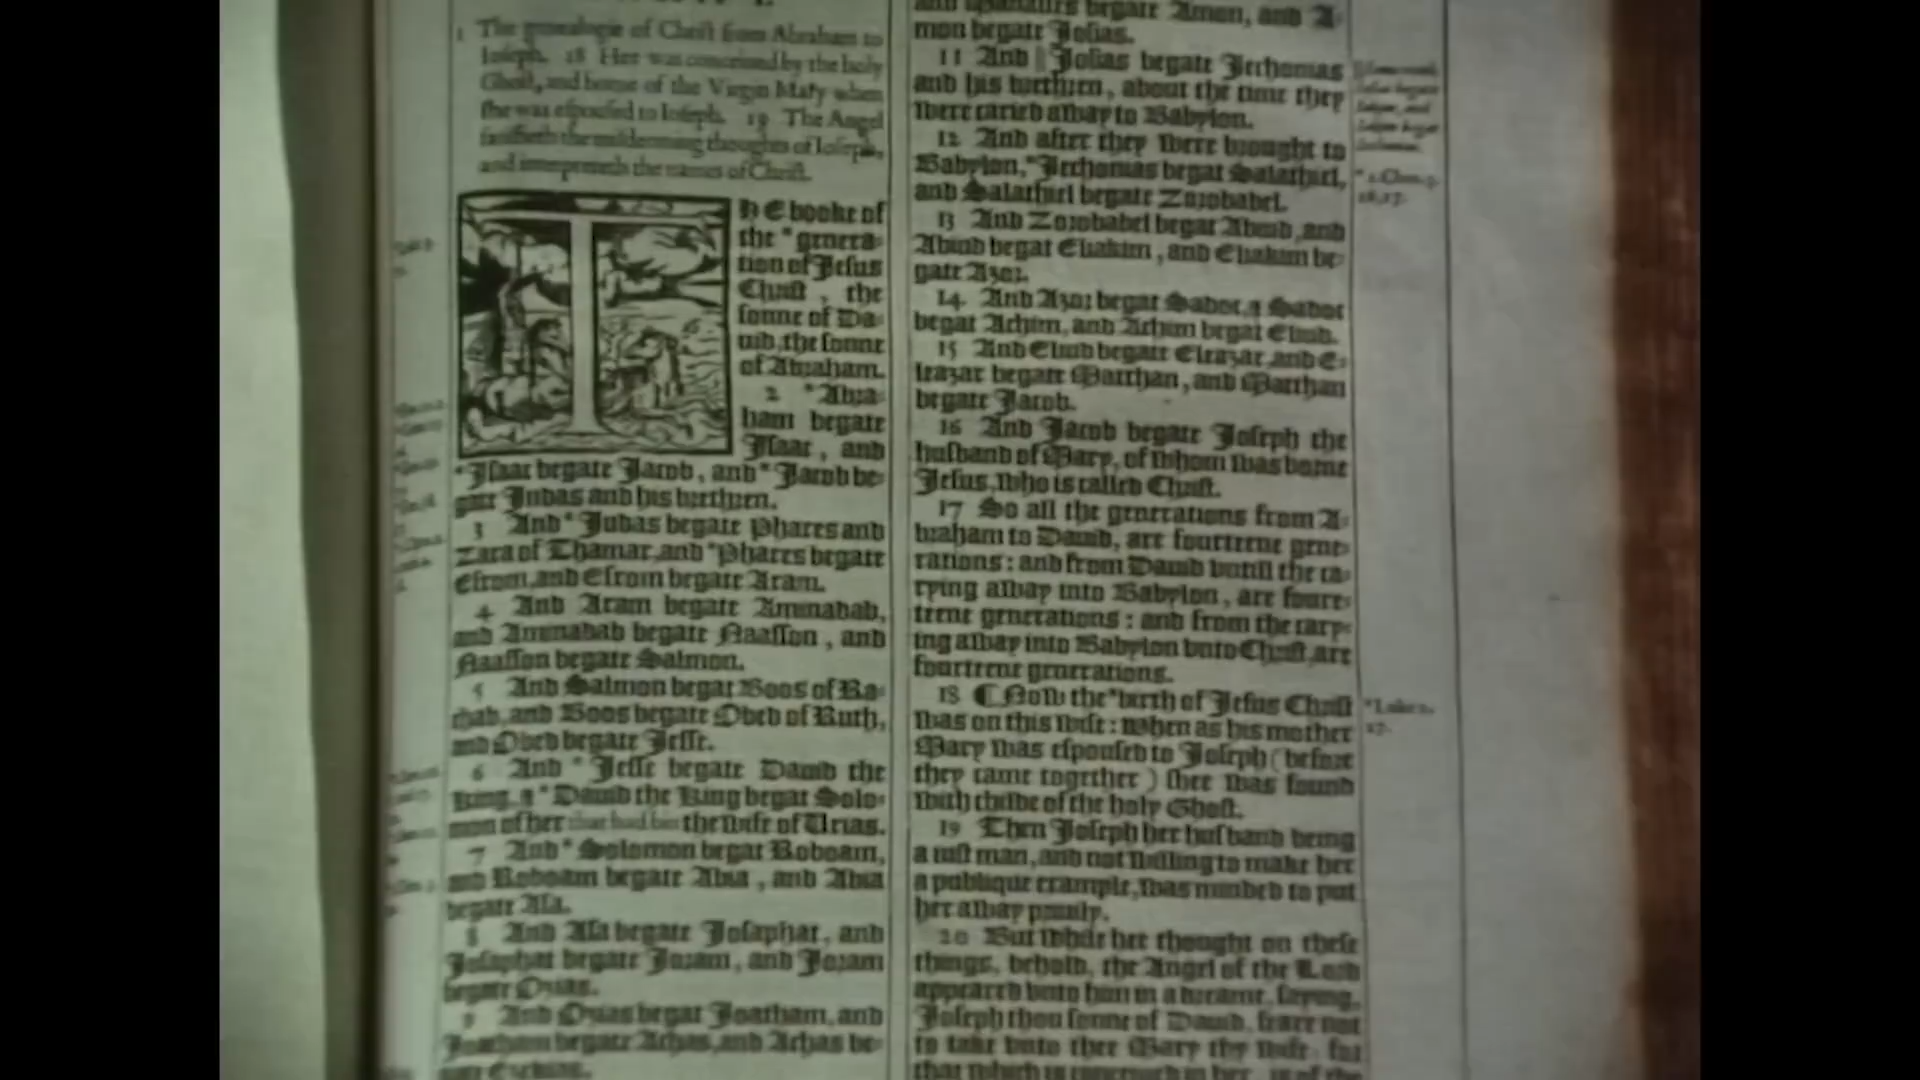 1 The genealogie of Christ from Abraham to
Ioseph. 18 Hee was conceiued by the holy
Ghost, and borne of the Virgin Mary when
she was espoused to Ioseph. 19 The Angel
satisfieth the misdeeming thoughts of Ioseph,
and interpreteth the names of Christ.
THE booke of
the * genera-
tion of Iesus
Christ, the
sonne of Da-
uid, the sonne
of Abraham.
2 * Abra-
ham begate
Isaac, and
* Isaac begate Iacob, and * Iacob be-
gate Iudas and his brethren.
3 And * Iudas begate Phares and
Zara of Thamar, and * Phares begate
Esrom, and Esrom begate Aram.
4 And Aram begate Aminadab,
and Aminadab begate Naasson, and
Naasson begate Salmon.
5 And Salmon begat Boos of Ra-
chab, and Boos begate Obed of Ruth,
and Obed begate Iesse.
6 And * Iesse begate Dauid the
King, & * Dauid the King begat Solo-
mon of her that had bin the wife of Urias.
7 And * Solomon begat Roboam,
and Roboam begate Abia, and Abia
begate Asa.
8 And Asa begate Iosaphat, and
Iosaphat begate Ioram, and Ioram
begate Ozias.
9 And Ozias begat Ioatham, and
Ioatham begate Achas, and Achas be-
gate Ezekias.
and Manasses begate Amon, and A-
mon begate Iosias.
11 And || Iosias begate Iechonias
and his brethren, about the time they
were caried away to Babylon.
12 And after they were brought to
Babylon, * Iechonias begat Salathiel,
and Salathiel begate Zorobabel.
13 And Zorobabel begat Abiud, and
Abiud begat Eliakim, and Eliakim be-
gate Azor.
14 And Azor begat Sadoc, & Sadoc
begat Achim, and Achim begat Eliud.
15 And Eliud begate Eleazar, and E-
leazar begate Matthan, and Matthan
begate Iacob.
16 And Iacob begate Ioseph the
husband of Mary, of whom was borne
Iesus, who is called Christ.
17 So all the generations from A-
braham to Dauid, are fourteene gene-
rations: and from Dauid vntill the ca-
rying away into Babylon, are foure-
teene generations: and from the cary-
ing away into Babylon vnto Christ, are
fourteene generations.
18 ¶ Now the * birth of Iesus Christ
was on this wise: When as his mother
Mary was espoused to Ioseph (before
they came together) shee was found
with childe of the holy Ghost.
19 Then Ioseph her husband being
a iust man, and not willing to make her
a publique example, was minded to put
her away priuily.
20 But while hee thought on these
things, behold, the Angel of the Lord
appeared vnto him in a dreame, saying,
Ioseph thou sonne of Dauid, feare not
to take vnto thee Mary thy wife: for
that which is conceiued in her, is of the
* 1. Chro. 3.
16, 17.
* Luke 1.
27.